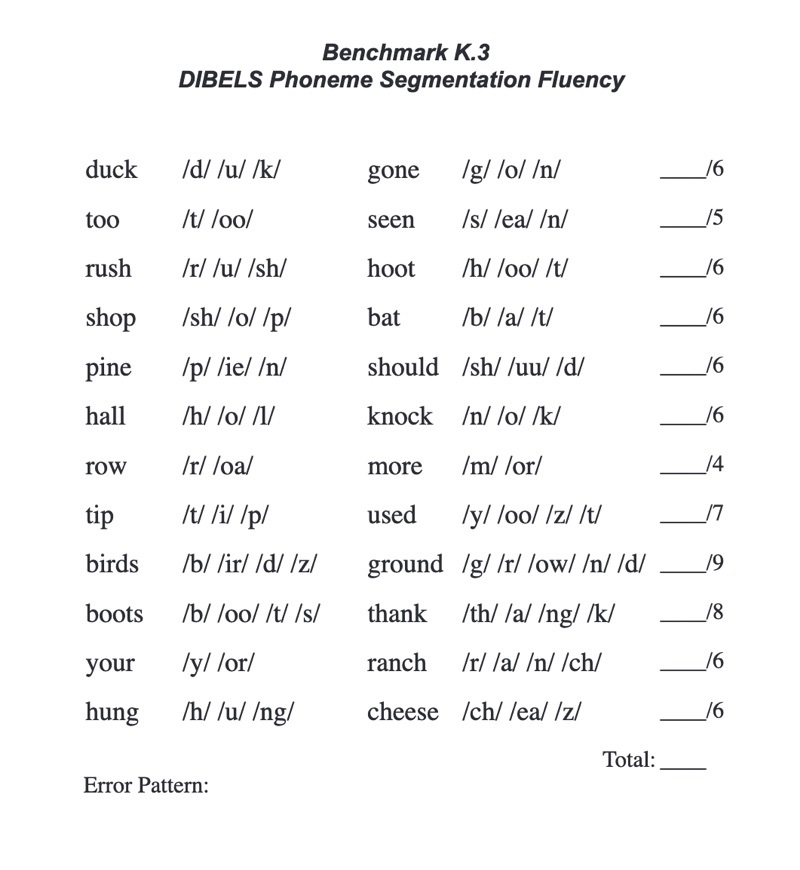 Benchmark K.3
DIBELS Phoneme Segmentation Fluency
duck /d/ /u/ /k/ gone /g/ /o/ /n/ ____/6
too /t/ /oo/ seen /s/ /ea/ /n/ ____/5
rush /r/ /u/ /sh/ hoot /h/ /oo/ /t/ ____/6
shop /sh/ /o/ /p/ bat /b/ /a/ /t/ ____/6
pine /p/ /ie/ /n/ should /sh/ /uu/ /d/ ____/6
hall /h/ /o/ /l/ knock /n/ /o/ /k/ ____/6
row /r/ /oa/ more /m/ /or/ ____/4
tip /t/ /i/ /p/ used /y/ /oo/ /z/ /t/ ____/7
birds /b/ /ir/ /d/ /z/ ground /g/ /r/ /ow/ /n/ /d/ ____/9
boots /b/ /oo/ /t/ /s/ thank /th/ /a/ /ng/ /k/ ____/8
your /y/ /or/ ranch /r/ /a/ /n/ /ch/ ____/6
hung /h/ /u/ /ng/ cheese /ch/ /ea/ /z/ ____/6
Total: ____
Error Pattern: